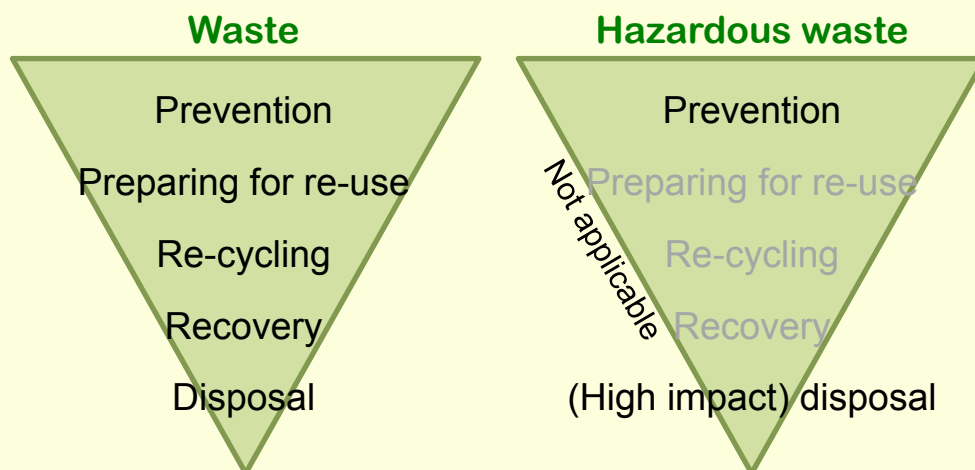 Waste
Prevention
Preparing for re-use
Re-cycling
Recovery
Disposal
Hazardous waste
Prevention
Preparing for re-use
Re-cycling
Recovery
(High impact) disposal
Not applicable